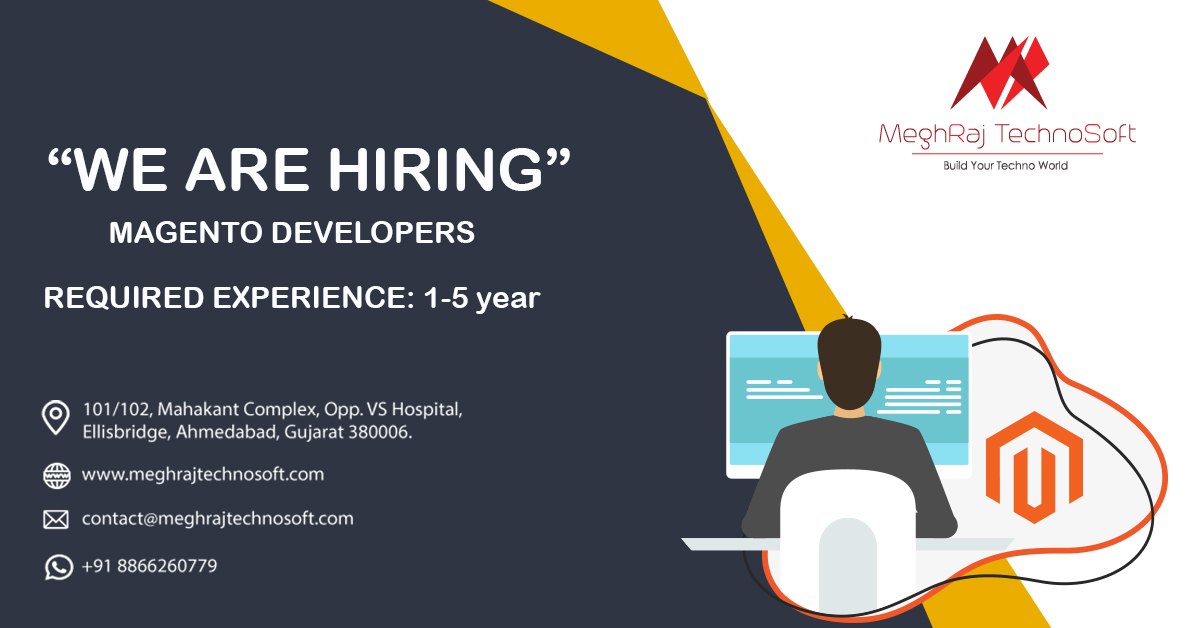 MeghRaj TechnoSoft
Build Your Techno World
“WE ARE HIRING”
MAGENTO DEVELOPERS
REQUIRED EXPERIENCE: 1-5 year
101/102, Mahakant Complex, Opp. VS Hospital,
Ellisbridge, Ahmedabad, Gujarat 380006.
www.meghrajtechnosoft.com
contact@meghrajtechnosoft.com
+91 8866260779